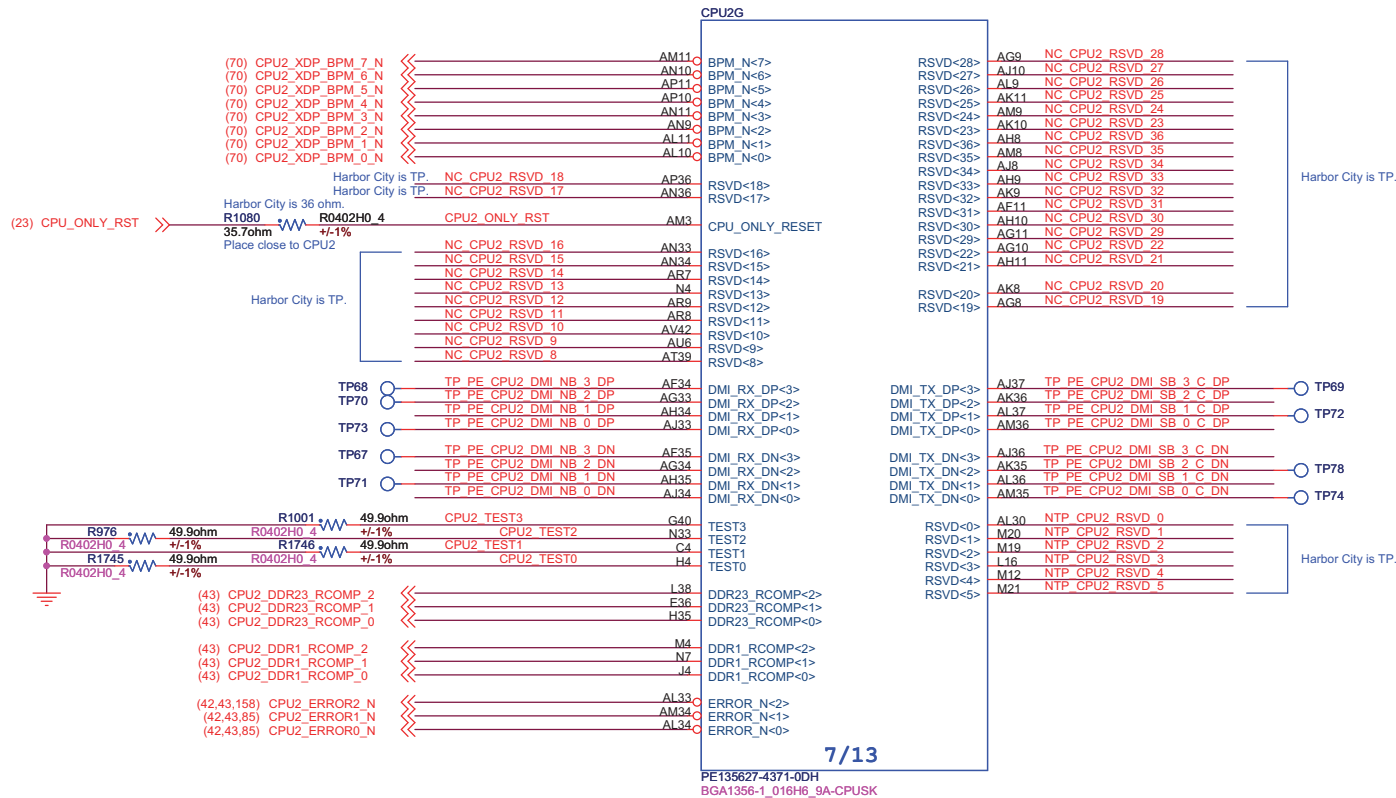 CPU2G
(70) CPU2_XDP_BPM_7_N AM11 BPM_N<7>
(70) CPU2_XDP_BPM_6_N AN10 BPM_N<6>
(70) CPU2_XDP_BPM_5_N AP11 BPM_N<5>
(70) CPU2_XDP_BPM_4_N AP10 BPM_N<4>
(70) CPU2_XDP_BPM_3_N AN11 BPM_N<3>
(70) CPU2_XDP_BPM_2_N AN9 BPM_N<2>
(70) CPU2_XDP_BPM_1_N AL11 BPM_N<1>
(70) CPU2_XDP_BPM_0_N AL10 BPM_N<0>
Harbor City is TP. NC_CPU2_RSVD_18 AP36 RSVD<18>
Harbor City is TP. NC_CPU2_RSVD_17 AN36 RSVD<17>
Harbor City is 36 ohm.
(23) CPU_ONLY_RST R1080 R0402H0_4 CPU2_ONLY_RST AM3 CPU_ONLY_RESET
35.7ohm +/-1%
Place close to CPU2
NC_CPU2_RSVD_16 AN33 RSVD<16>
NC_CPU2_RSVD_15 AN34 RSVD<15>
NC_CPU2_RSVD_14 AR7 RSVD<14>
NC_CPU2_RSVD_13 N4 RSVD<13>
Harbor City is TP. NC_CPU2_RSVD_12 AR9 RSVD<12>
NC_CPU2_RSVD_11 AR8 RSVD<11>
NC_CPU2_RSVD_10 AV42 RSVD<10>
NC_CPU2_RSVD_9 AU6 RSVD<9>
NC_CPU2_RSVD_8 AT39 RSVD<8>
TP68 TP_PE_CPU2_DMI_NB_3_DP AF34 DMI_RX_DP<3>
TP70 TP_PE_CPU2_DMI_NB_2_DP AG33 DMI_RX_DP<2>
TP_PE_CPU2_DMI_NB_1_DP AH34 DMI_RX_DP<1>
TP73 TP_PE_CPU2_DMI_NB_0_DP AJ33 DMI_RX_DP<0>
TP67 TP_PE_CPU2_DMI_NB_3_DN AF35 DMI_RX_DN<3>
TP_PE_CPU2_DMI_NB_2_DN AG34 DMI_RX_DN<2>
TP71 TP_PE_CPU2_DMI_NB_1_DN AH35 DMI_RX_DN<1>
TP_PE_CPU2_DMI_NB_0_DN AJ34 DMI_RX_DN<0>
R1001 49.9ohm CPU2_TEST3 G40 TEST3
R0402H0_4 +/-1%
R976 49.9ohm CPU2_TEST2 N33 TEST2
R0402H0_4 +/-1%
R1746 49.9ohm CPU2_TEST1 C4 TEST1
R0402H0_4 +/-1%
R1745 49.9ohm CPU2_TEST0 H4 TEST0
R0402H0_4 +/-1%
(43) CPU2_DDR23_RCOMP_2 L38 DDR23_RCOMP<2>
(43) CPU2_DDR23_RCOMP_1 E36 DDR23_RCOMP<1>
(43) CPU2_DDR23_RCOMP_0 H35 DDR23_RCOMP<0>
(43) CPU2_DDR1_RCOMP_2 M4 DDR1_RCOMP<2>
(43) CPU2_DDR1_RCOMP_1 N7 DDR1_RCOMP<1>
(43) CPU2_DDR1_RCOMP_0 J4 DDR1_RCOMP<0>
(42,43,158) CPU2_ERROR2_N AL33 ERROR_N<2>
(42,43,85) CPU2_ERROR1_N AM34 ERROR_N<1>
(42,43,85) CPU2_ERROR0_N AL34 ERROR_N<0>
RSVD<28> AG9 NC_CPU2_RSVD_28
RSVD<27> AJ10 NC_CPU2_RSVD_27
RSVD<26> AL9 NC_CPU2_RSVD_26
RSVD<25> AK11 NC_CPU2_RSVD_25
RSVD<24> AM9 NC_CPU2_RSVD_24
RSVD<23> AK10 NC_CPU2_RSVD_23
RSVD<36> AH8 NC_CPU2_RSVD_36
RSVD<35> AM8 NC_CPU2_RSVD_35
RSVD<34> AJ8 NC_CPU2_RSVD_34
RSVD<33> AH9 NC_CPU2_RSVD_33 Harbor City is TP.
RSVD<32> AK9 NC_CPU2_RSVD_32
RSVD<31> AF11 NC_CPU2_RSVD_31
RSVD<30> AH10 NC_CPU2_RSVD_30
RSVD<29> AG11 NC_CPU2_RSVD_29
RSVD<22> AG10 NC_CPU2_RSVD_22
RSVD<21> AH11 NC_CPU2_RSVD_21
RSVD<20> AK8 NC_CPU2_RSVD_20
RSVD<19> AG8 NC_CPU2_RSVD_19
DMI_TX_DP<3> AJ37 TP_PE_CPU2_DMI_SB_3_C_DP TP69
DMI_TX_DP<2> AK36 TP_PE_CPU2_DMI_SB_2_C_DP
DMI_TX_DP<1> AL37 TP_PE_CPU2_DMI_SB_1_C_DP TP72
DMI_TX_DP<0> AM36 TP_PE_CPU2_DMI_SB_0_C_DP
DMI_TX_DN<3> AJ36 TP_PE_CPU2_DMI_SB_3_C_DN
DMI_TX_DN<2> AK35 TP_PE_CPU2_DMI_SB_2_C_DN TP78
DMI_TX_DN<1> AL36 TP_PE_CPU2_DMI_SB_1_C_DN
DMI_TX_DN<0> AM35 TP_PE_CPU2_DMI_SB_0_C_DN TP74
RSVD<0> AL30 NTP_CPU2_RSVD_0
RSVD<1> M20 NTP_CPU2_RSVD_1
RSVD<2> M19 NTP_CPU2_RSVD_2
RSVD<3> L16 NTP_CPU2_RSVD_3 Harbor City is TP.
RSVD<4> M12 NTP_CPU2_RSVD_4
RSVD<5> M21 NTP_CPU2_RSVD_5
7/13
PE135627-4371-0DH
BGA1356-1_016H6_9A-CPUSK